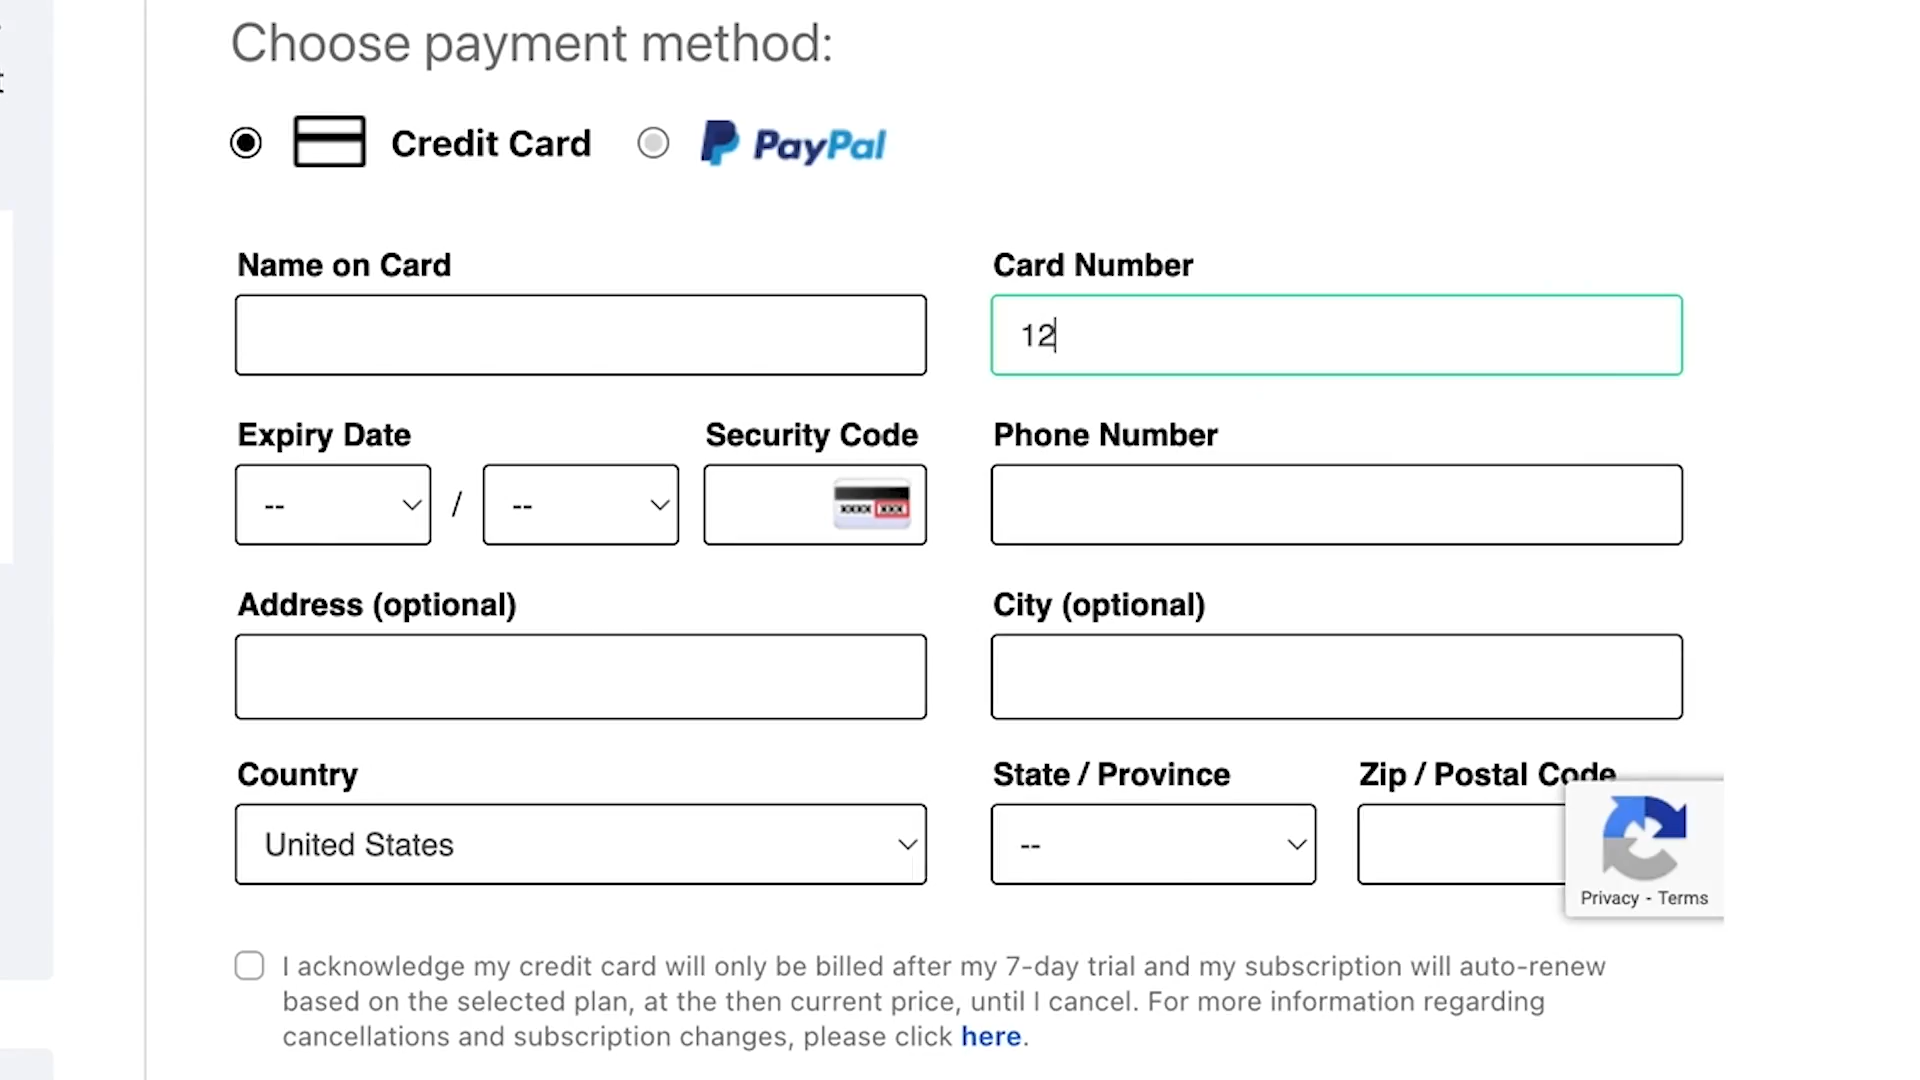 Choose payment method:
Credit Card PayPal
Name on Card Card Number
12
Expiry Date Security Code Phone Number
-- / -- XXXX XXX
Address (optional) City (optional)
Country State / Province Zip / Postal Code
United States --
Privacy - Terms
I acknowledge my credit card will only be billed after my 7-day trial and my subscription will auto-renew
based on the selected plan, at the then current price, until I cancel. For more information regarding
cancellations and subscription changes, please click here.